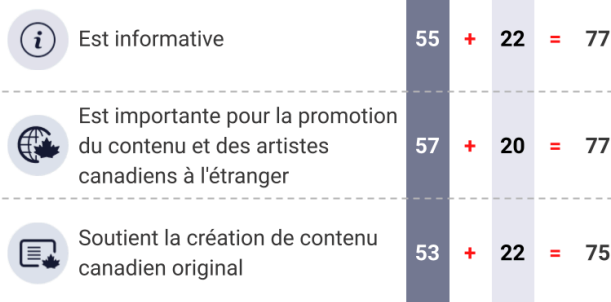 Est informative 55 + 22 = 77
Est importante pour la promotion
du contenu et des artistes 57 + 20 = 77
canadiens à l'étranger
Soutient la création de contenu 53 + 22 = 75
canadien original